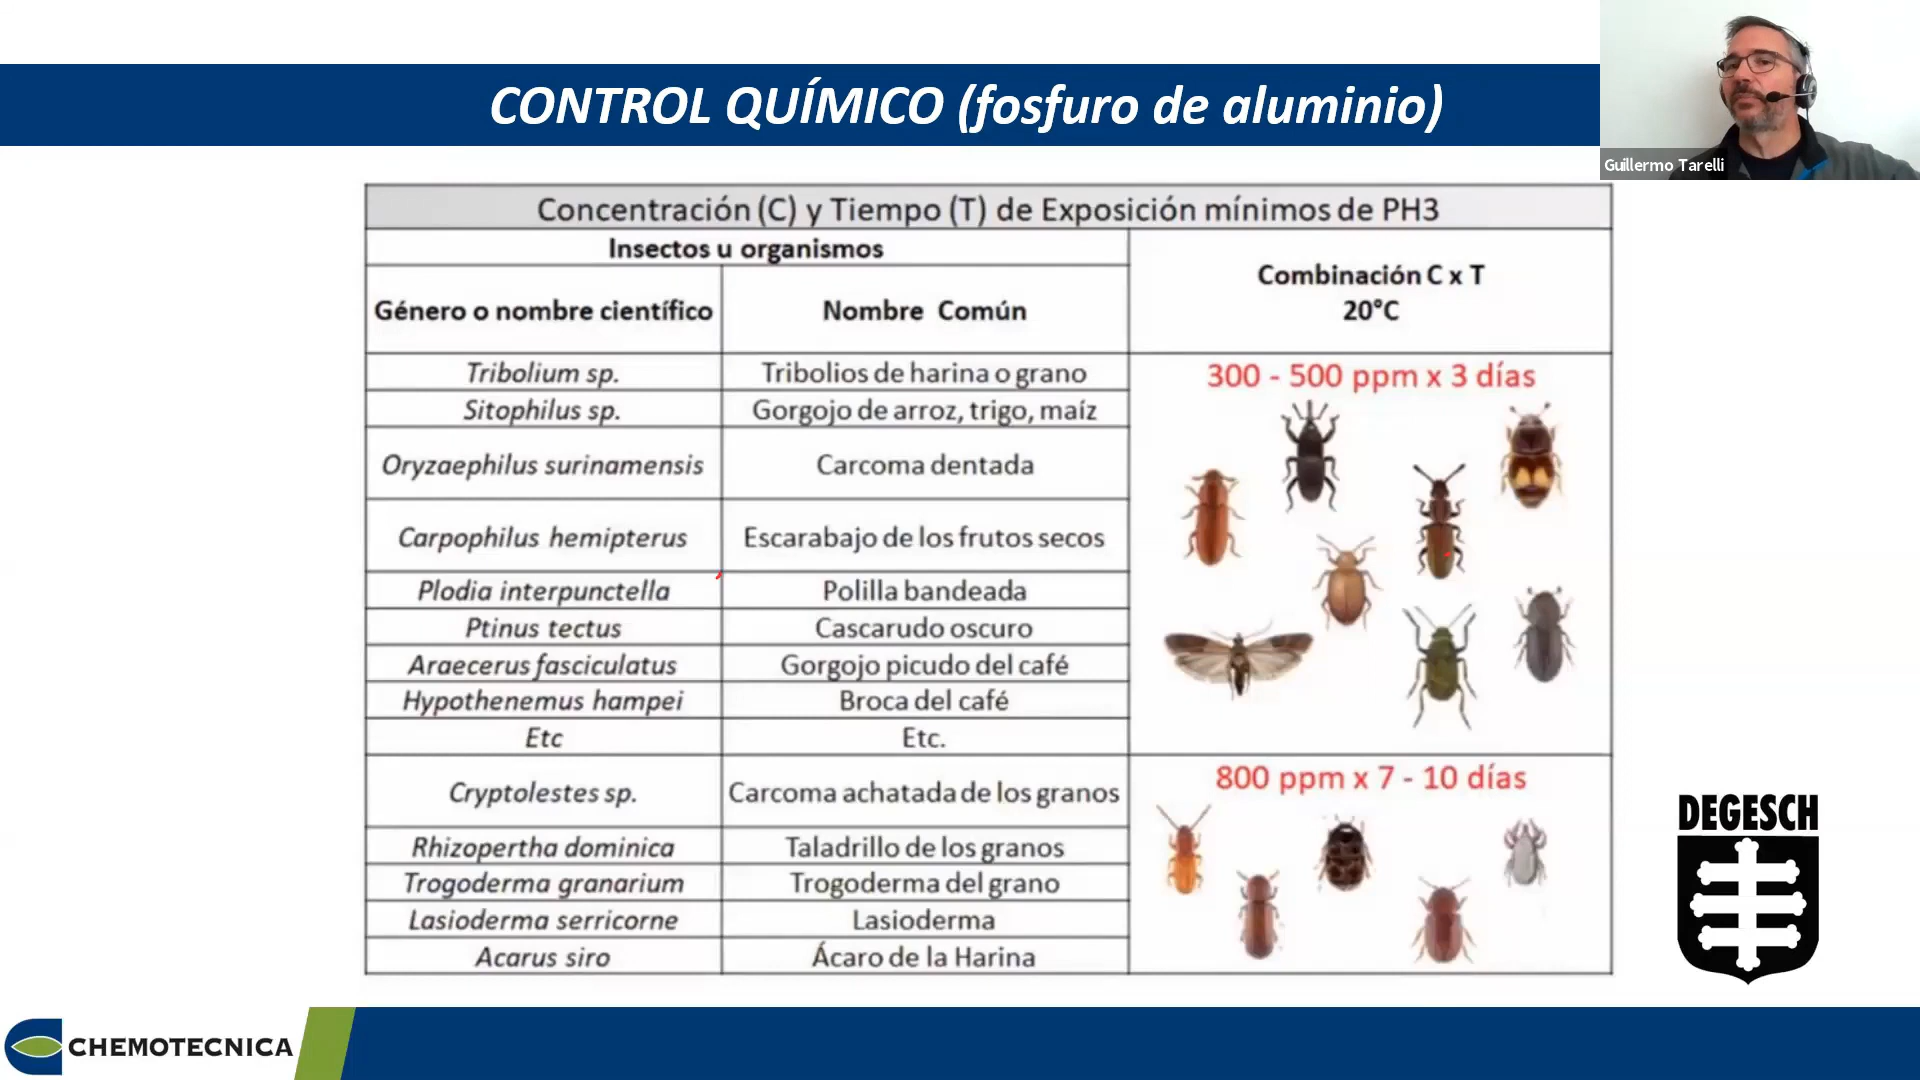 CONTROL QUÍMICO (fosfuro de aluminio)
Guillermo Tarelli
Concentración (C) y Tiempo (T) de Exposición mínimos de PH3
Insectos u organismos
Combinación C x T
20°C
Género o nombre científico
Nombre Común
Tribolium sp.
Tribolios de harina o grano
300 - 500 ppm x 3 días
Sitophilus sp.
Gorgojo de arroz, trigo, maíz
Oryzaephilus surinamensis
Carcoma dentada
Carpophilus hemipterus
Escarabajo de los frutos secos
Plodia interpunctella
Polilla bandeada
Ptinus tectus
Cascarudo oscuro
Araecerus fasciculatus
Gorgojo picudo del café
Hypothenemus hampei
Broca del café
Etc
Etc.
Cryptolestes sp.
Carcoma achatada de los granos
800 ppm x 7 - 10 días
Rhizopertha dominica
Taladrillo de los granos
Trogoderma granarium
Trogoderma del grano
Lasioderma serricorne
Lasioderma
Acarus siro
Ácaro de la Harina
DEGESCH
CHEMOTECNICA